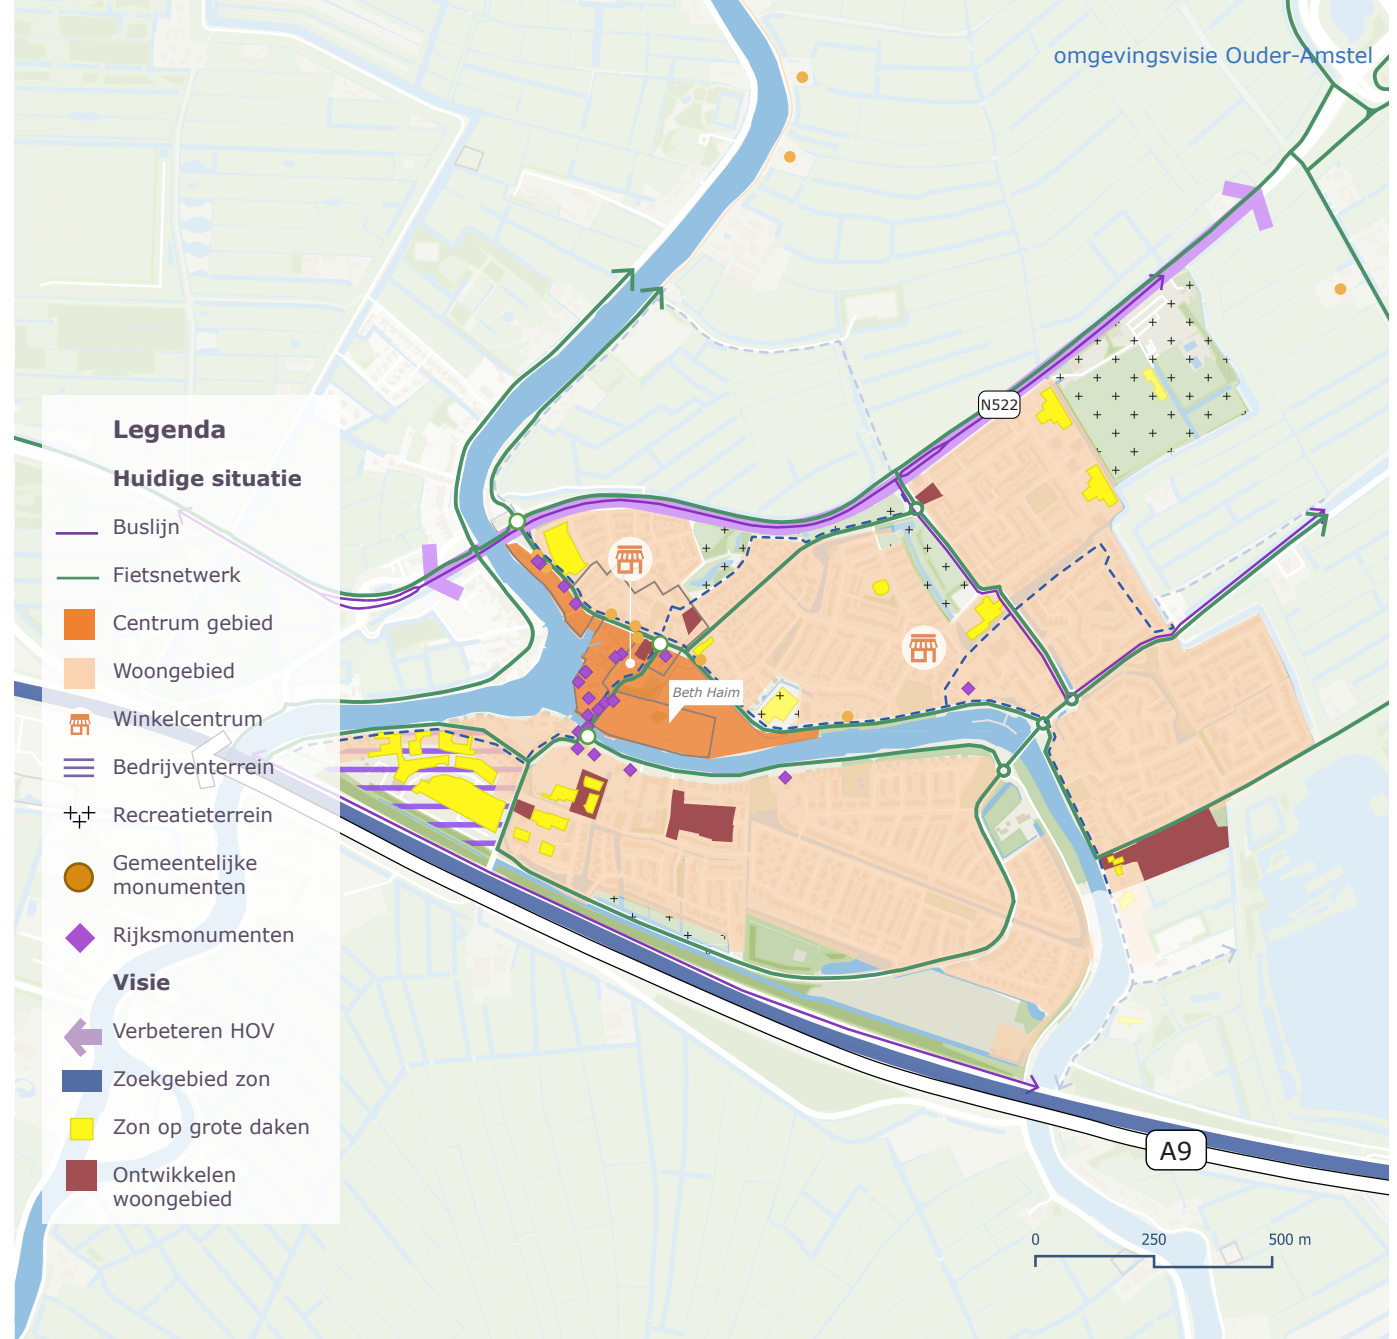 omgevingsvisie Ouder-Amstel
N522
Legenda
Huidige situatie
Buslijn
Fietsnetwerk
Centrum gebied
Woongebied
Winkelcentrum
Bedrijventerrein
Recreatieterrein
Gemeentelijke
monumenten
Rijksmonumenten
Visie
Verbeteren HOV
Zoekgebied zon
Zon op grote daken
Ontwikkelen
woongebied
Beth Haim
A9
0 250 500 m